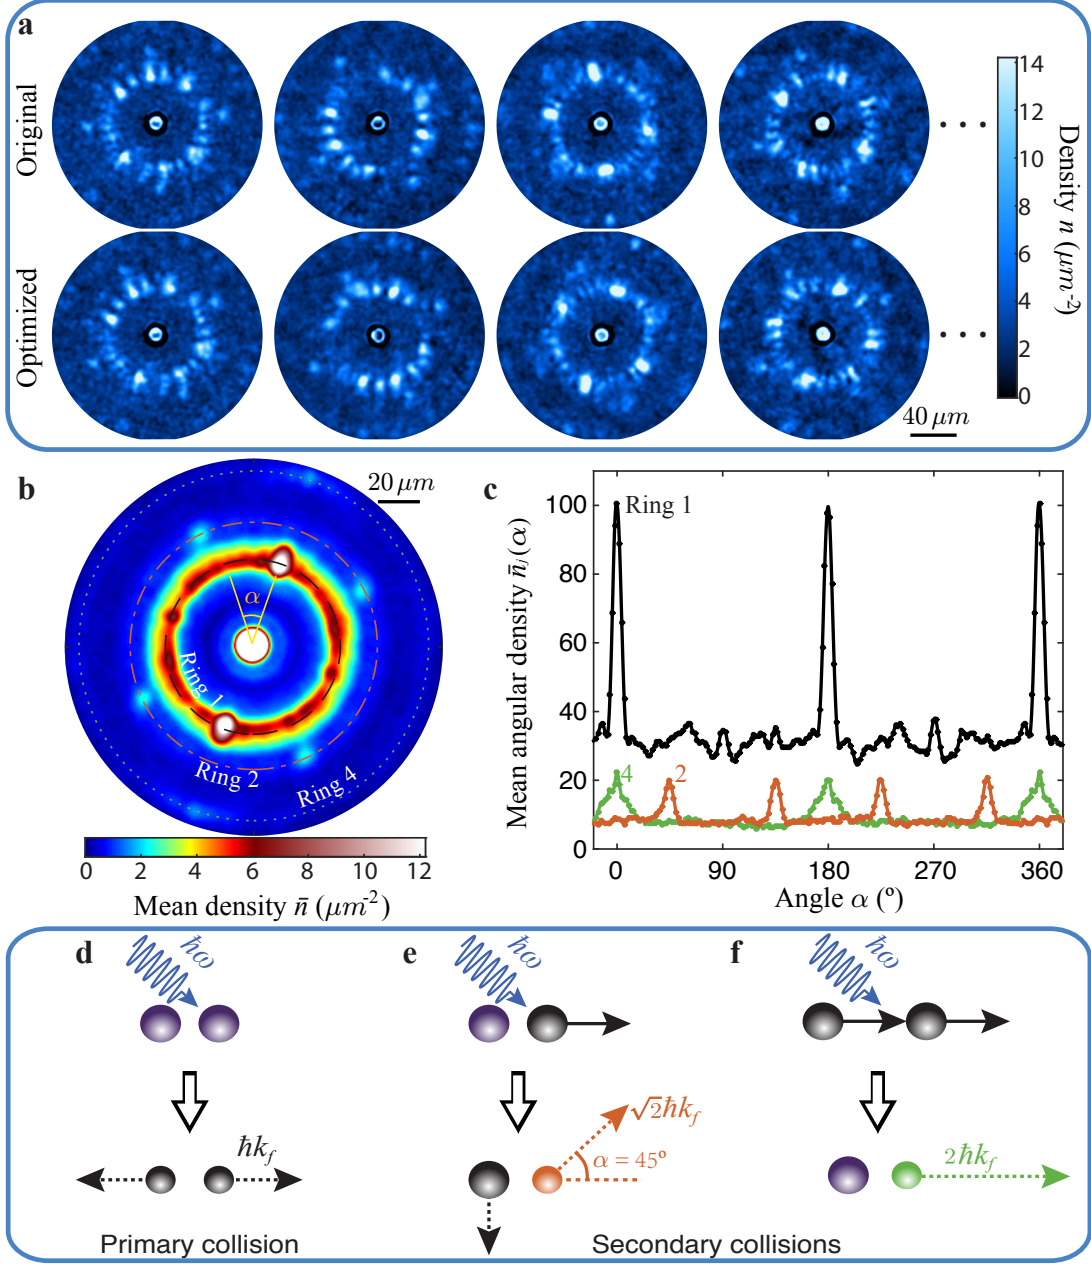 a
Original
Optimized
14
12
10
8
6
4
2
0
Density n (μm⁻²)
40 μm
b
20 μm
α
Ring 1
Ring 2
Ring 4
0 2 4 6 8 10 12
Mean density n̄ (μm⁻²)
c
Ring 1
100
80
60
40
20
0
4
2
0 90 180 270 360
Mean angular density n̄ⱼ(α)
Angle α (º)
d
ħω
ħk_f
Primary collision
e
ħω
√2ħk_f
α = 45º
f
ħω
2ħk_f
Secondary collisions